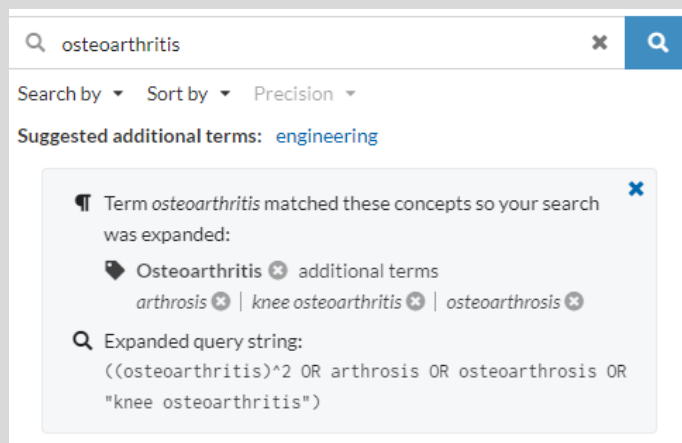 osteoarthritis
Search by Sort by Precision
Suggested additional terms: engineering
Term osteoarthritis matched these concepts so your search
was expanded:
Osteoarthritis additional terms
arthrosis | knee osteoarthritis | osteoarthrosis
Expanded query string:
((osteoarthritis)^2 OR arthrosis OR osteoarthrosis OR
"knee osteoarthritis")